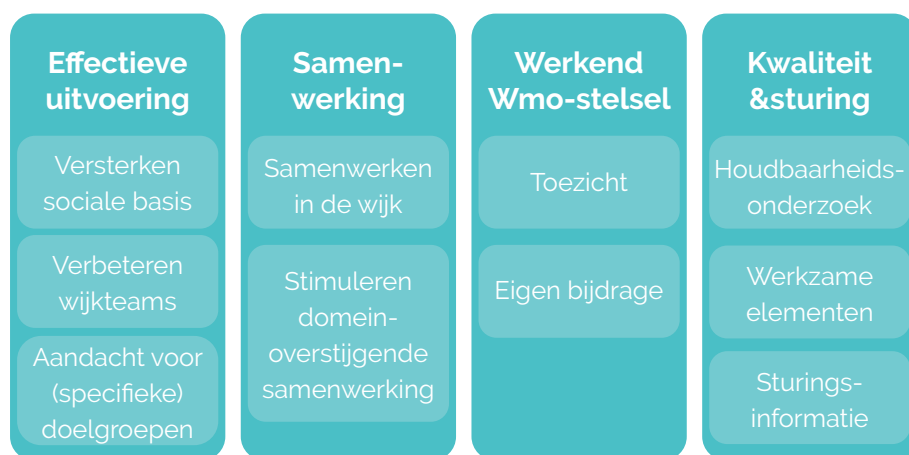 Effectieve
uitvoering
Versterken
sociale basis
Verbeteren
wijkteams
Aandacht voor
(specifieke)
doelgroepen
Samen-
werking
Samenwerken
in de wijk
Stimuleren
domein-
overstijgende
samenwerking
Werkend
Wmo-stelsel
Toezicht
Eigen bijdrage
Kwaliteit
&sturing
Houdbaarheids-
onderzoek
Werkzame
elementen
Sturings-
informatie